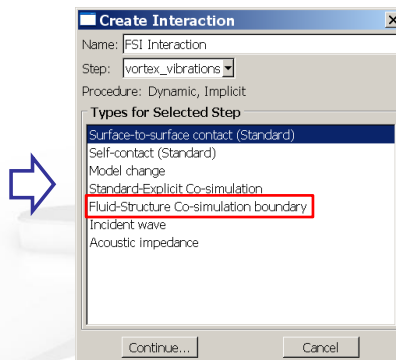 Create Interaction
Name: FSI Interaction
Step: vortex_vibrations
Procedure: Dynamic, Implicit
Types for Selected Step
Surface-to-surface contact (Standard)
Self-contact (Standard)
Model change
Standard-Explicit Co-simulation
Fluid-Structure Co-simulation boundary
Incident wave
Acoustic impedance
Continue... Cancel